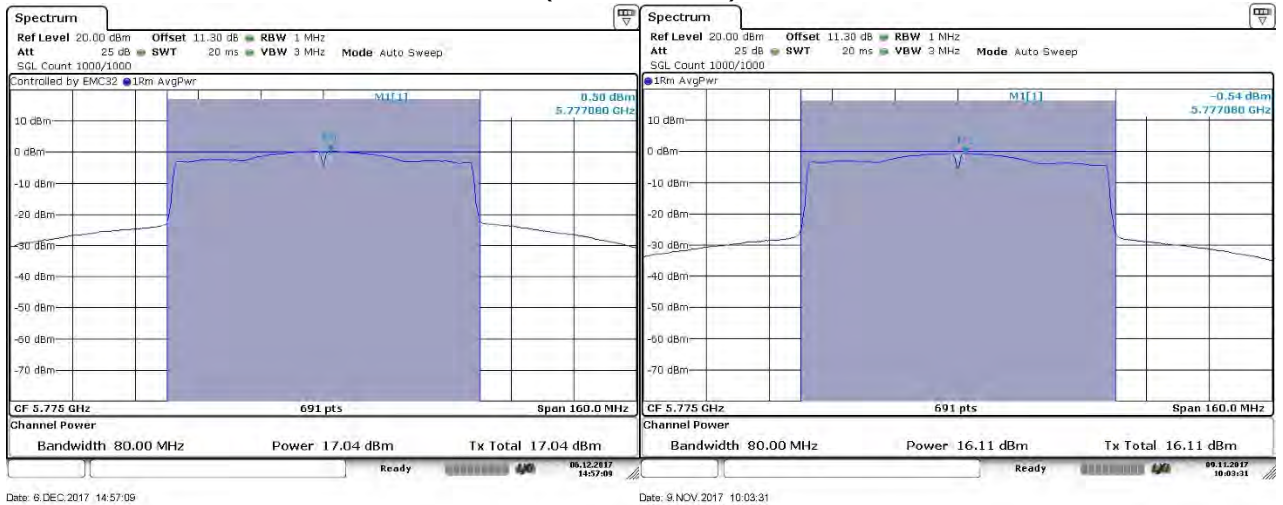 Spectrum
Ref Level 20.00 dBm Offset 11.30 dB RBW 1 MHz
Att 25 dB SWT 20 ms VBW 3 MHz Mode Auto Sweep
SGL Count 1000/1000
Controlled by EMC32 1Rm AvgPwr
M1[1] 0.50 dBm
5.777080 GHz
10 dBm
0 dBm
-10 dBm
-20 dBm
-30 dBm
-40 dBm
-50 dBm
-60 dBm
-70 dBm
CF 5.775 GHz 691 pts Span 160.0 MHz
Channel Power
Bandwidth 80.00 MHz Power 17.04 dBm Tx Total 17.04 dBm
Ready 06.12.2017
14:57:09
Date: 6.DEC.2017 14:57:09
Spectrum
Ref Level 20.00 dBm Offset 11.30 dB RBW 1 MHz
Att 25 dB SWT 20 ms VBW 3 MHz Mode Auto Sweep
SGL Count 1000/1000
1Rm AvgPwr
M1[1] -0.54 dBm
5.777080 GHz
10 dBm
0 dBm
-10 dBm
-20 dBm
-30 dBm
-40 dBm
-50 dBm
-60 dBm
-70 dBm
CF 5.775 GHz 691 pts Span 160.0 MHz
Channel Power
Bandwidth 80.00 MHz Power 16.11 dBm Tx Total 16.11 dBm
Ready 09.11.2017
10:03:31
Date: 9.NOV.2017 10:03:31